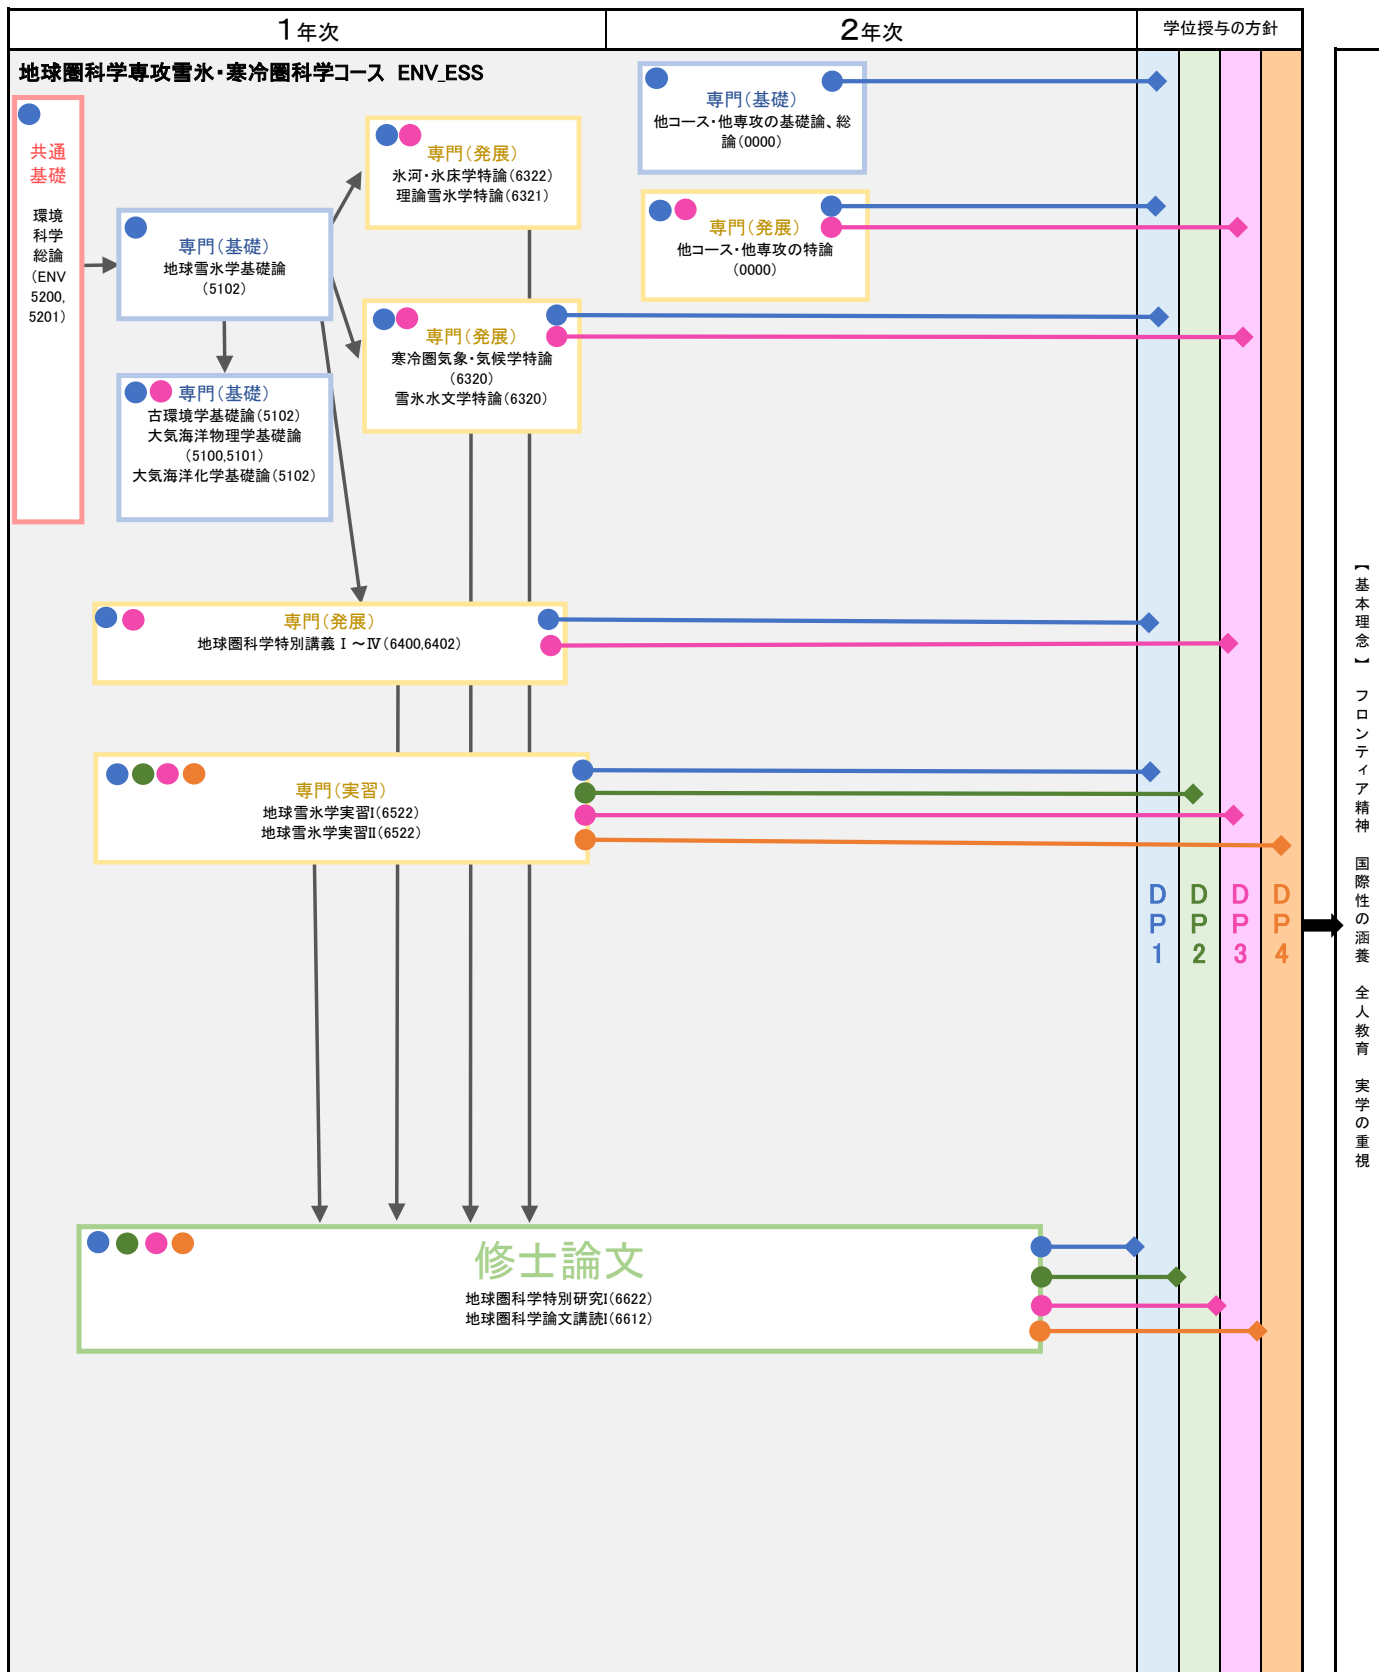 1年次
2年次
学位授与の方針
地球圏科学専攻雪氷・寒冷圏科学コース ENV_ESS
共通
基礎
環境
科学
総論
(ENV
5200,
5201)
専門(基礎)
地球雪氷学基礎論
(5102)
専門(基礎)
古環境学基礎論(5102)
大気海洋物理学基礎論
(5100,5101)
大気海洋化学基礎論(5102)
専門(発展)
氷河・氷床学特論(6322)
理論雪氷学特論(6321)
専門(発展)
寒冷圏気象・気候学特論
(6320)
雪氷水文学特論(6320)
専門(基礎)
他コース・他専攻の基礎論、総
論(0000)
専門(発展)
他コース・他専攻の特論
(0000)
専門(発展)
地球圏科学特別講義Ⅰ～Ⅳ(6400,6402)
専門(実習)
地球雪氷学実習I(6522)
地球雪氷学実習II(6522)
修士論文
地球圏科学特別研究I(6622)
地球圏科学論文講読I(6612)
DP1
DP2
DP3
DP4
【基本理念】 フロンティア精神 国際性の涵養 全人教育 実学の重視